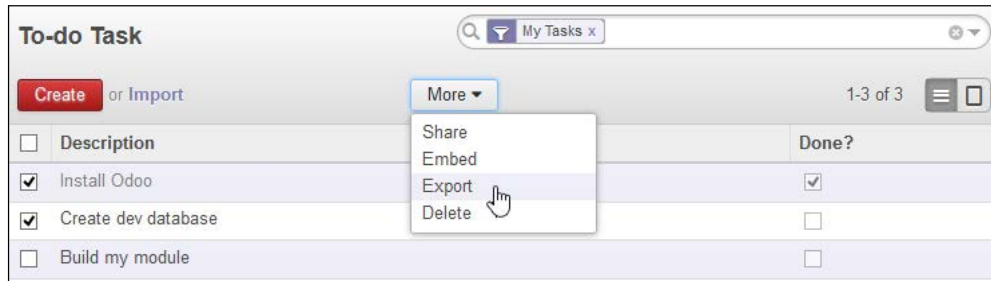 To-do Task
My Tasks x
Create or Import
More
1-3 of 3
Share
Embed
Export
Delete
Description
Done?
Install Odoo
Create dev database
Build my module